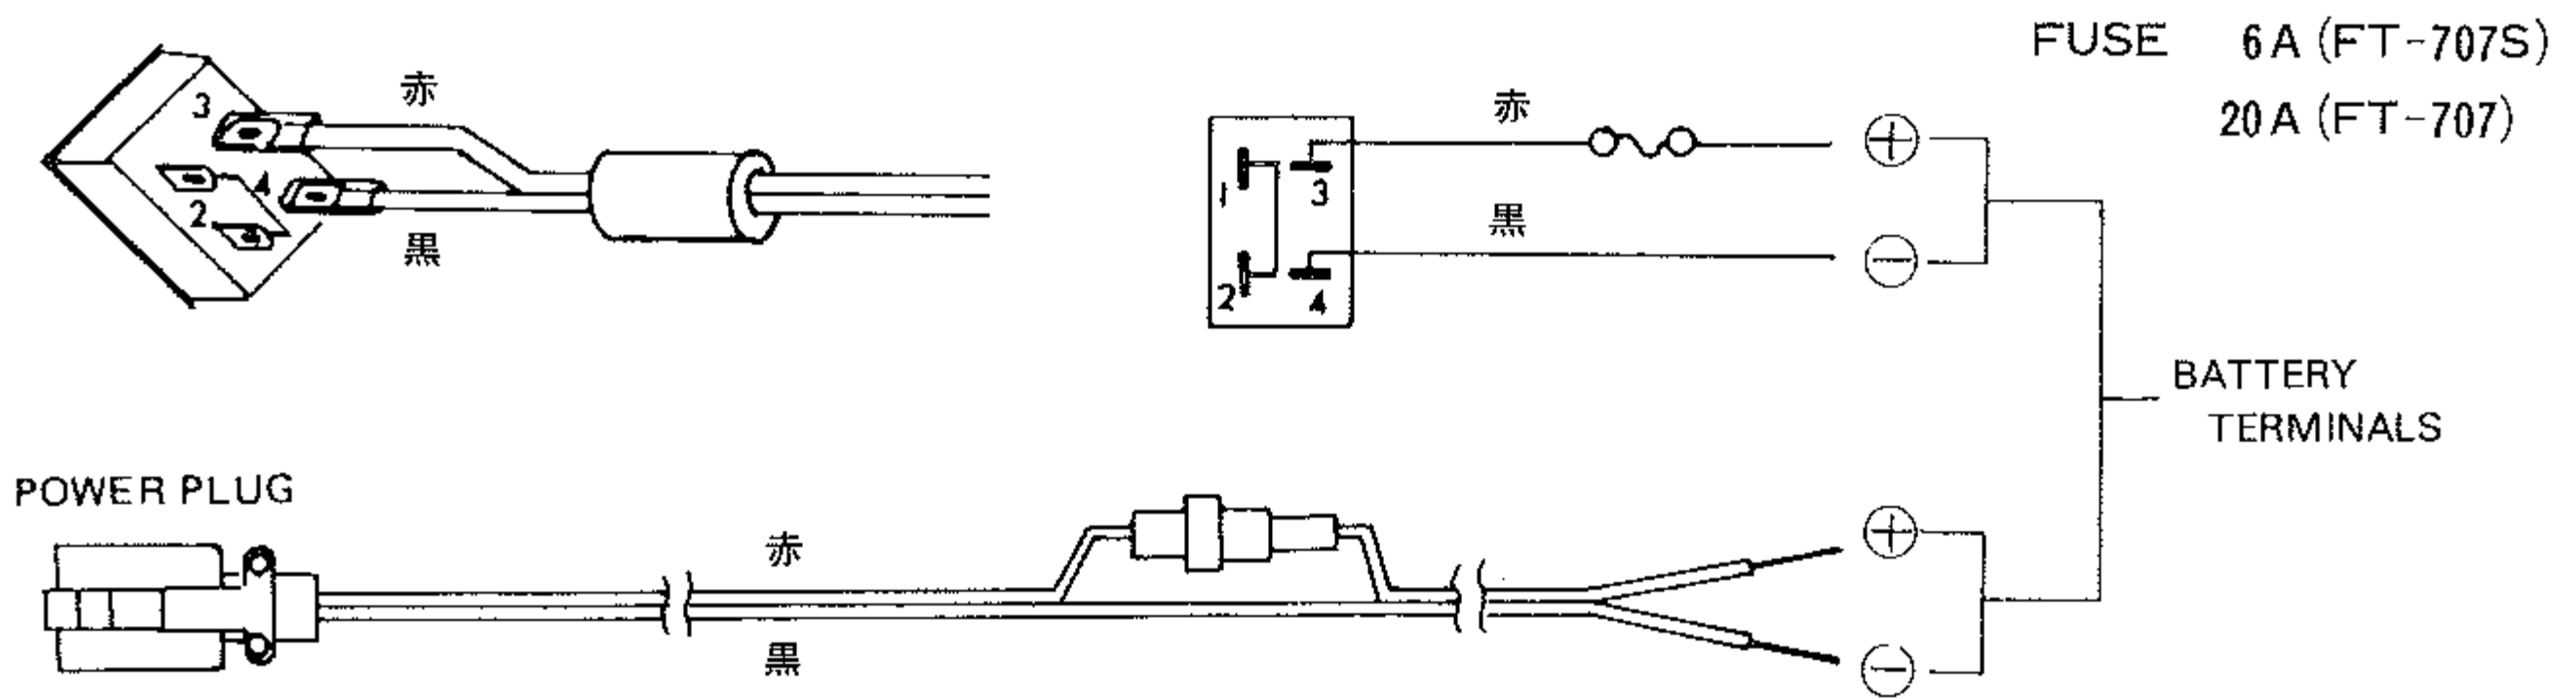 FUSE 6A (FT-707S)
20A (FT-707)
赤
3
4
2
黒
赤
1
3
黒
2
4
⊕
⊖
BATTERY
TERMINALS
POWER PLUG
赤
黒
⊕
⊖